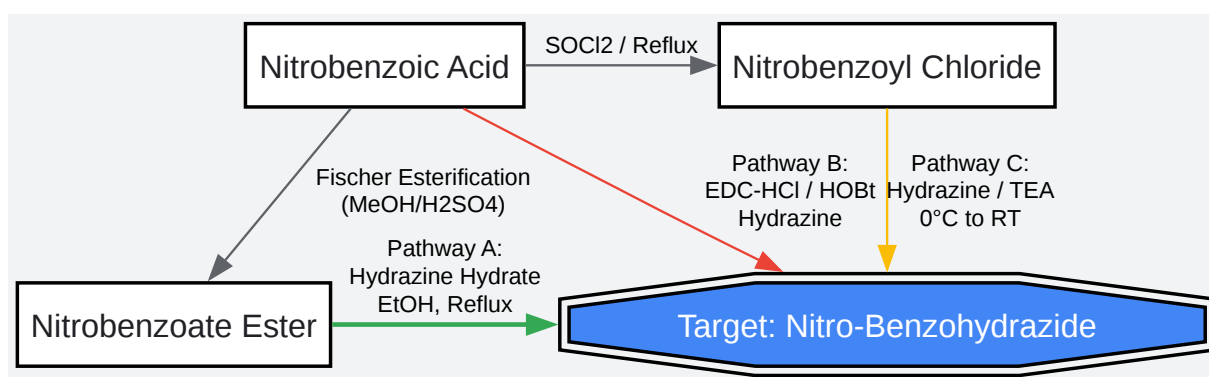 SOCl2 / Reflux
Nitrobenzoic Acid
Nitrobenzoyl Chloride
Fischer Esterification
(MeOH/H2SO4)
Pathway B:
EDC-HCl / HOBt
Hydrazine
Pathway C:
Hydrazine / TEA
0°C to RT
Pathway A:
Hydrazine Hydrate
EtOH, Reflux
Nitrobenzoate Ester
Target: Nitro-Benzohydrazide